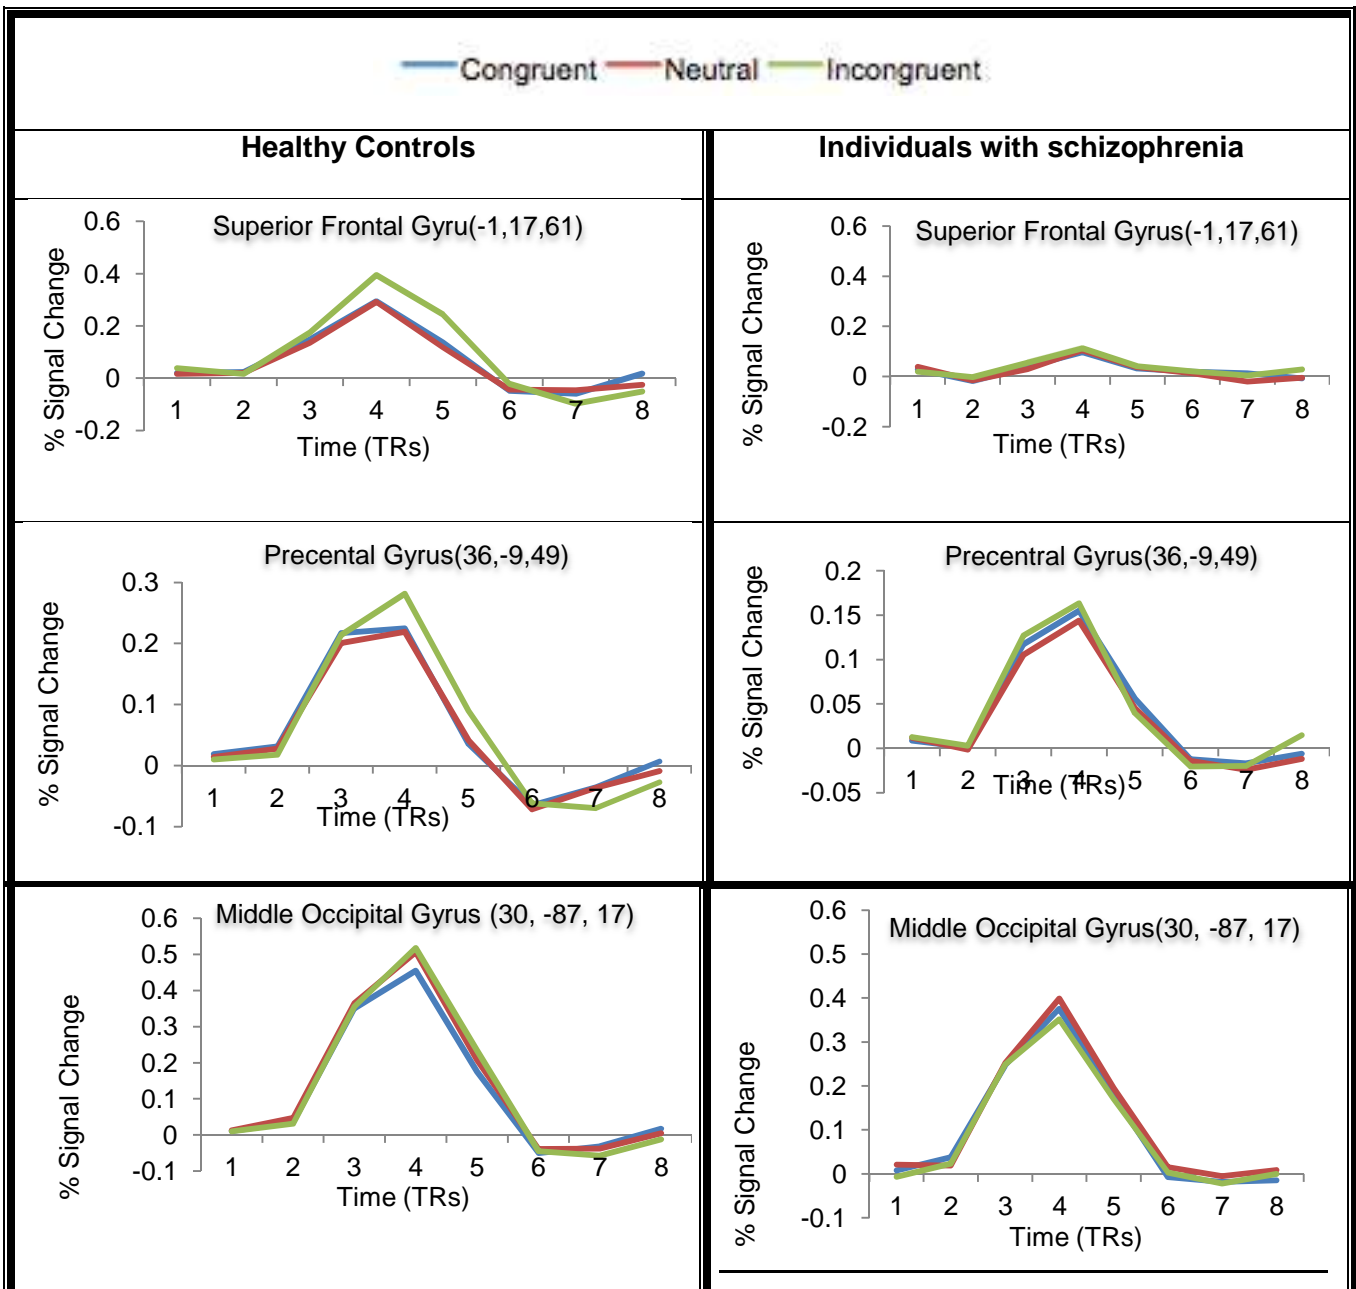 Congruent Neutral Incongruent
Healthy Controls
Individuals with schizophrenia
Superior Frontal Gyru(-1,17,61)
% Signal Change
0.6
0.4
0.2
0
-0.2
1 2 3 4 5 6 7 8
Time (TRs)
Superior Frontal Gyrus(-1,17,61)
% Signal Change
0.6
0.4
0.2
0
-0.2
1 2 3 4 5 6 7 8
Time (TRs)
Precental Gyrus(36,-9,49)
% Signal Change
0.3
0.2
0.1
0
-0.1
1 2 3 4 5 6 7 8
Time (TRs)
Precentral Gyrus(36,-9,49)
% Signal Change
0.2
0.15
0.1
0.05
0
-0.05
1 2 3 4 5 6 7 8
Time (TRs)
Middle Occipital Gyrus (30, -87, 17)
% Signal Change
0.6
0.5
0.4
0.3
0.2
0.1
0
-0.1
1 2 3 4 5 6 7 8
Time (TRs)
Middle Occipital Gyrus(30, -87, 17)
% Signal Change
0.6
0.5
0.4
0.3
0.2
0.1
0
-0.1
1 2 3 4 5 6 7 8
Time (TRs)